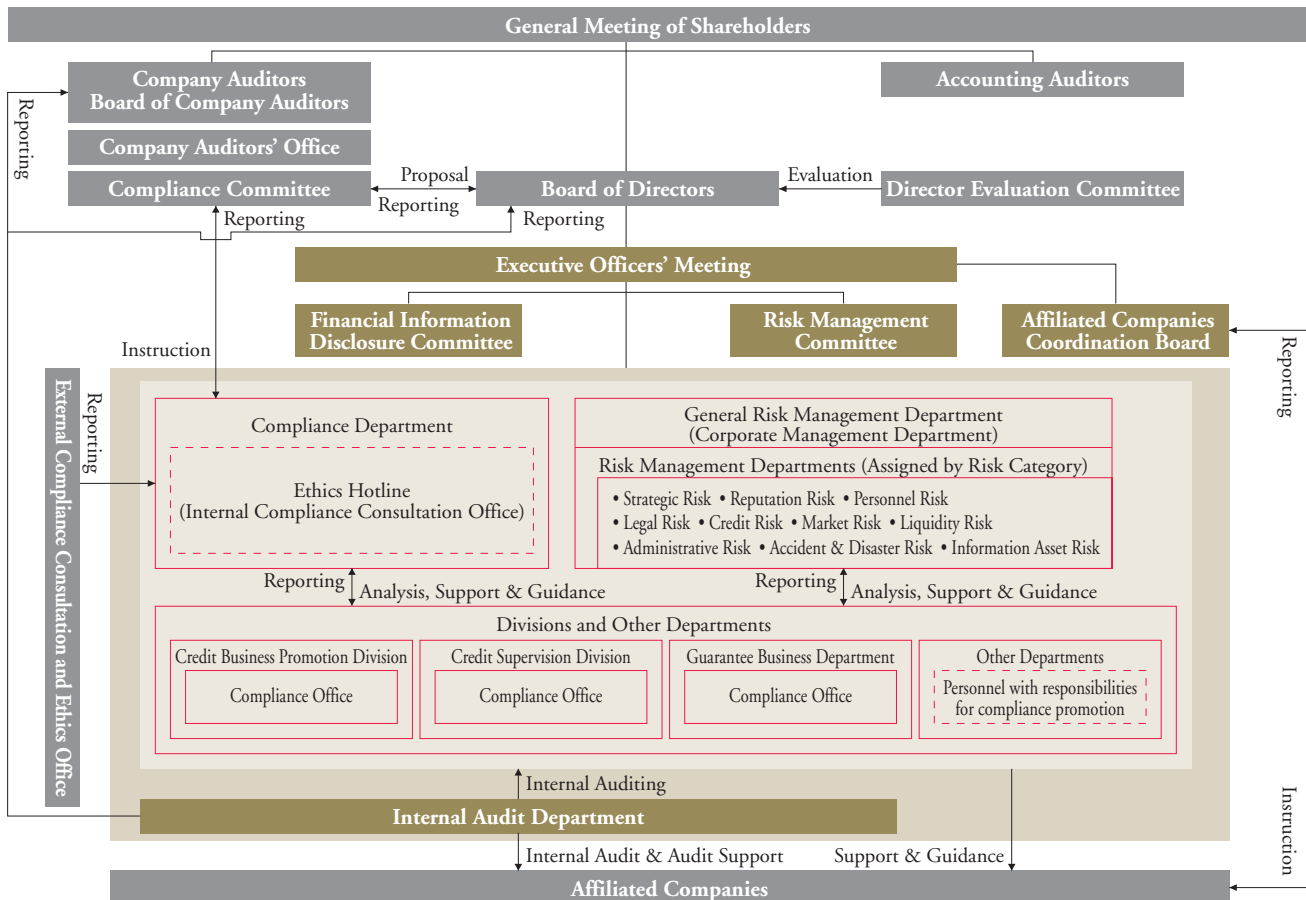 General Meeting of Shareholders
Company Auditors
Board of Company Auditors
Accounting Auditors
Reporting
Company Auditors' Office
Compliance Committee
Proposal
Reporting
Board of Directors
Evaluation
Director Evaluation Committee
Reporting
Reporting
Executive Officers' Meeting
Financial Information
Disclosure Committee
Risk Management
Committee
Affiliated Companies
Coordination Board
Instruction
Reporting
External Compliance Consultation and Ethics Office
Reporting
Compliance Department
Ethics Hotline
(Internal Compliance Consultation Office)
General Risk Management Department
(Corporate Management Department)
Risk Management Departments (Assigned by Risk Category)
• Strategic Risk • Reputation Risk • Personnel Risk
• Legal Risk • Credit Risk • Market Risk • Liquidity Risk
• Administrative Risk • Accident & Disaster Risk • Information Asset Risk
Reporting
Analysis, Support & Guidance
Reporting
Analysis, Support & Guidance
Divisions and Other Departments
Credit Business Promotion Division
Compliance Office
Credit Supervision Division
Compliance Office
Guarantee Business Department
Compliance Office
Other Departments
Personnel with responsibilities
for compliance promotion
Internal Auditing
Internal Audit Department
Instruction
Internal Audit & Audit Support
Support & Guidance
Affiliated Companies